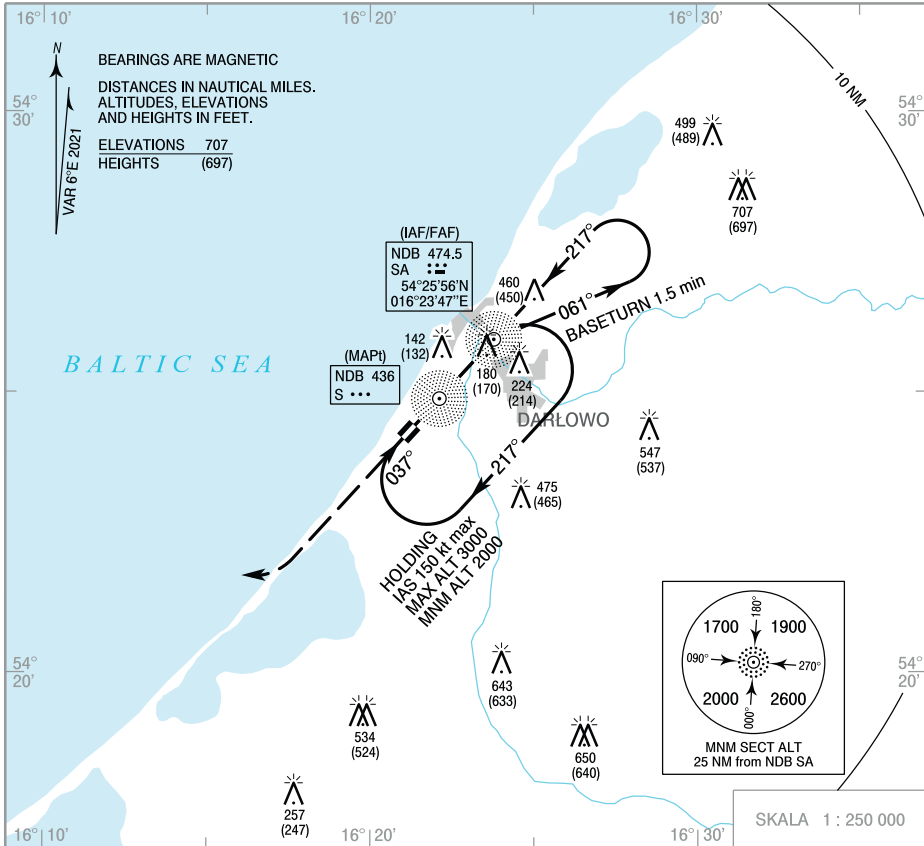 16° 10'
16° 20'
16° 30'
N
VAR 6°E 2021
BEARINGS ARE MAGNETIC
DISTANCES IN NAUTICAL MILES.
ALTITUDES, ELEVATIONS
AND HEIGHTS IN FEET.
ELEVATIONS 707
HEIGHTS (697)
54°
30'
54°
30'
10 NM
499
(489)
707
(697)
(IAF/FAF)
NDB 474.5
SA
54°25'56"N
016°23'47"E
217°
460
(450)
061°
BASETURN 1.5 min
BALTIC SEA
142
(132)
(MAPt)
NDB 436
S
180
(170)
224
(214)
DARŁOWO
547
(537)
037°
217°
475
(465)
HOLDING
IAS 150 kt max
MAX ALT 3000
MNM ALT 2000
1700
180°
1900
090°
270°
2000
000°
2600
MNM SECT ALT
25 NM from NDB SA
643
(633)
54°
20'
54°
20'
534
(524)
650
(640)
257
(247)
SKALA 1 : 250 000
16° 10'
16° 20'
16° 30'